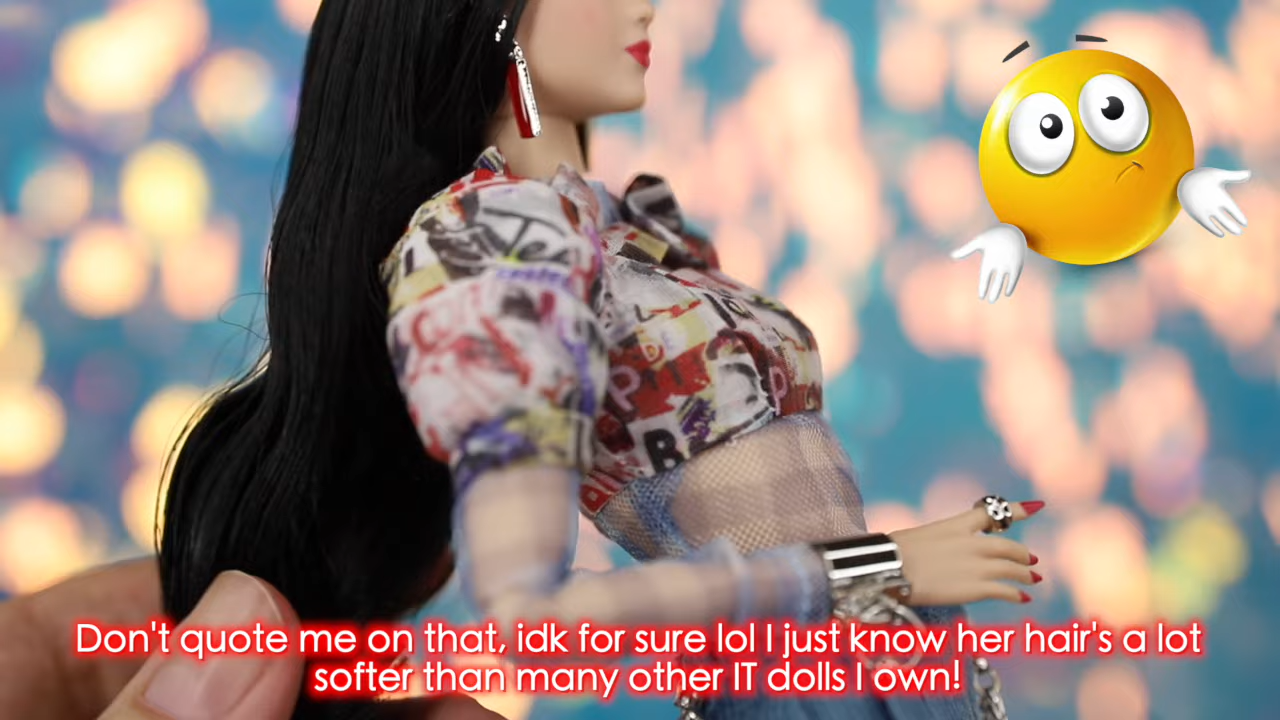 Don't quote me on that, idk for sure lol I just know her hair's a lot
softer than many other IT dolls I own!